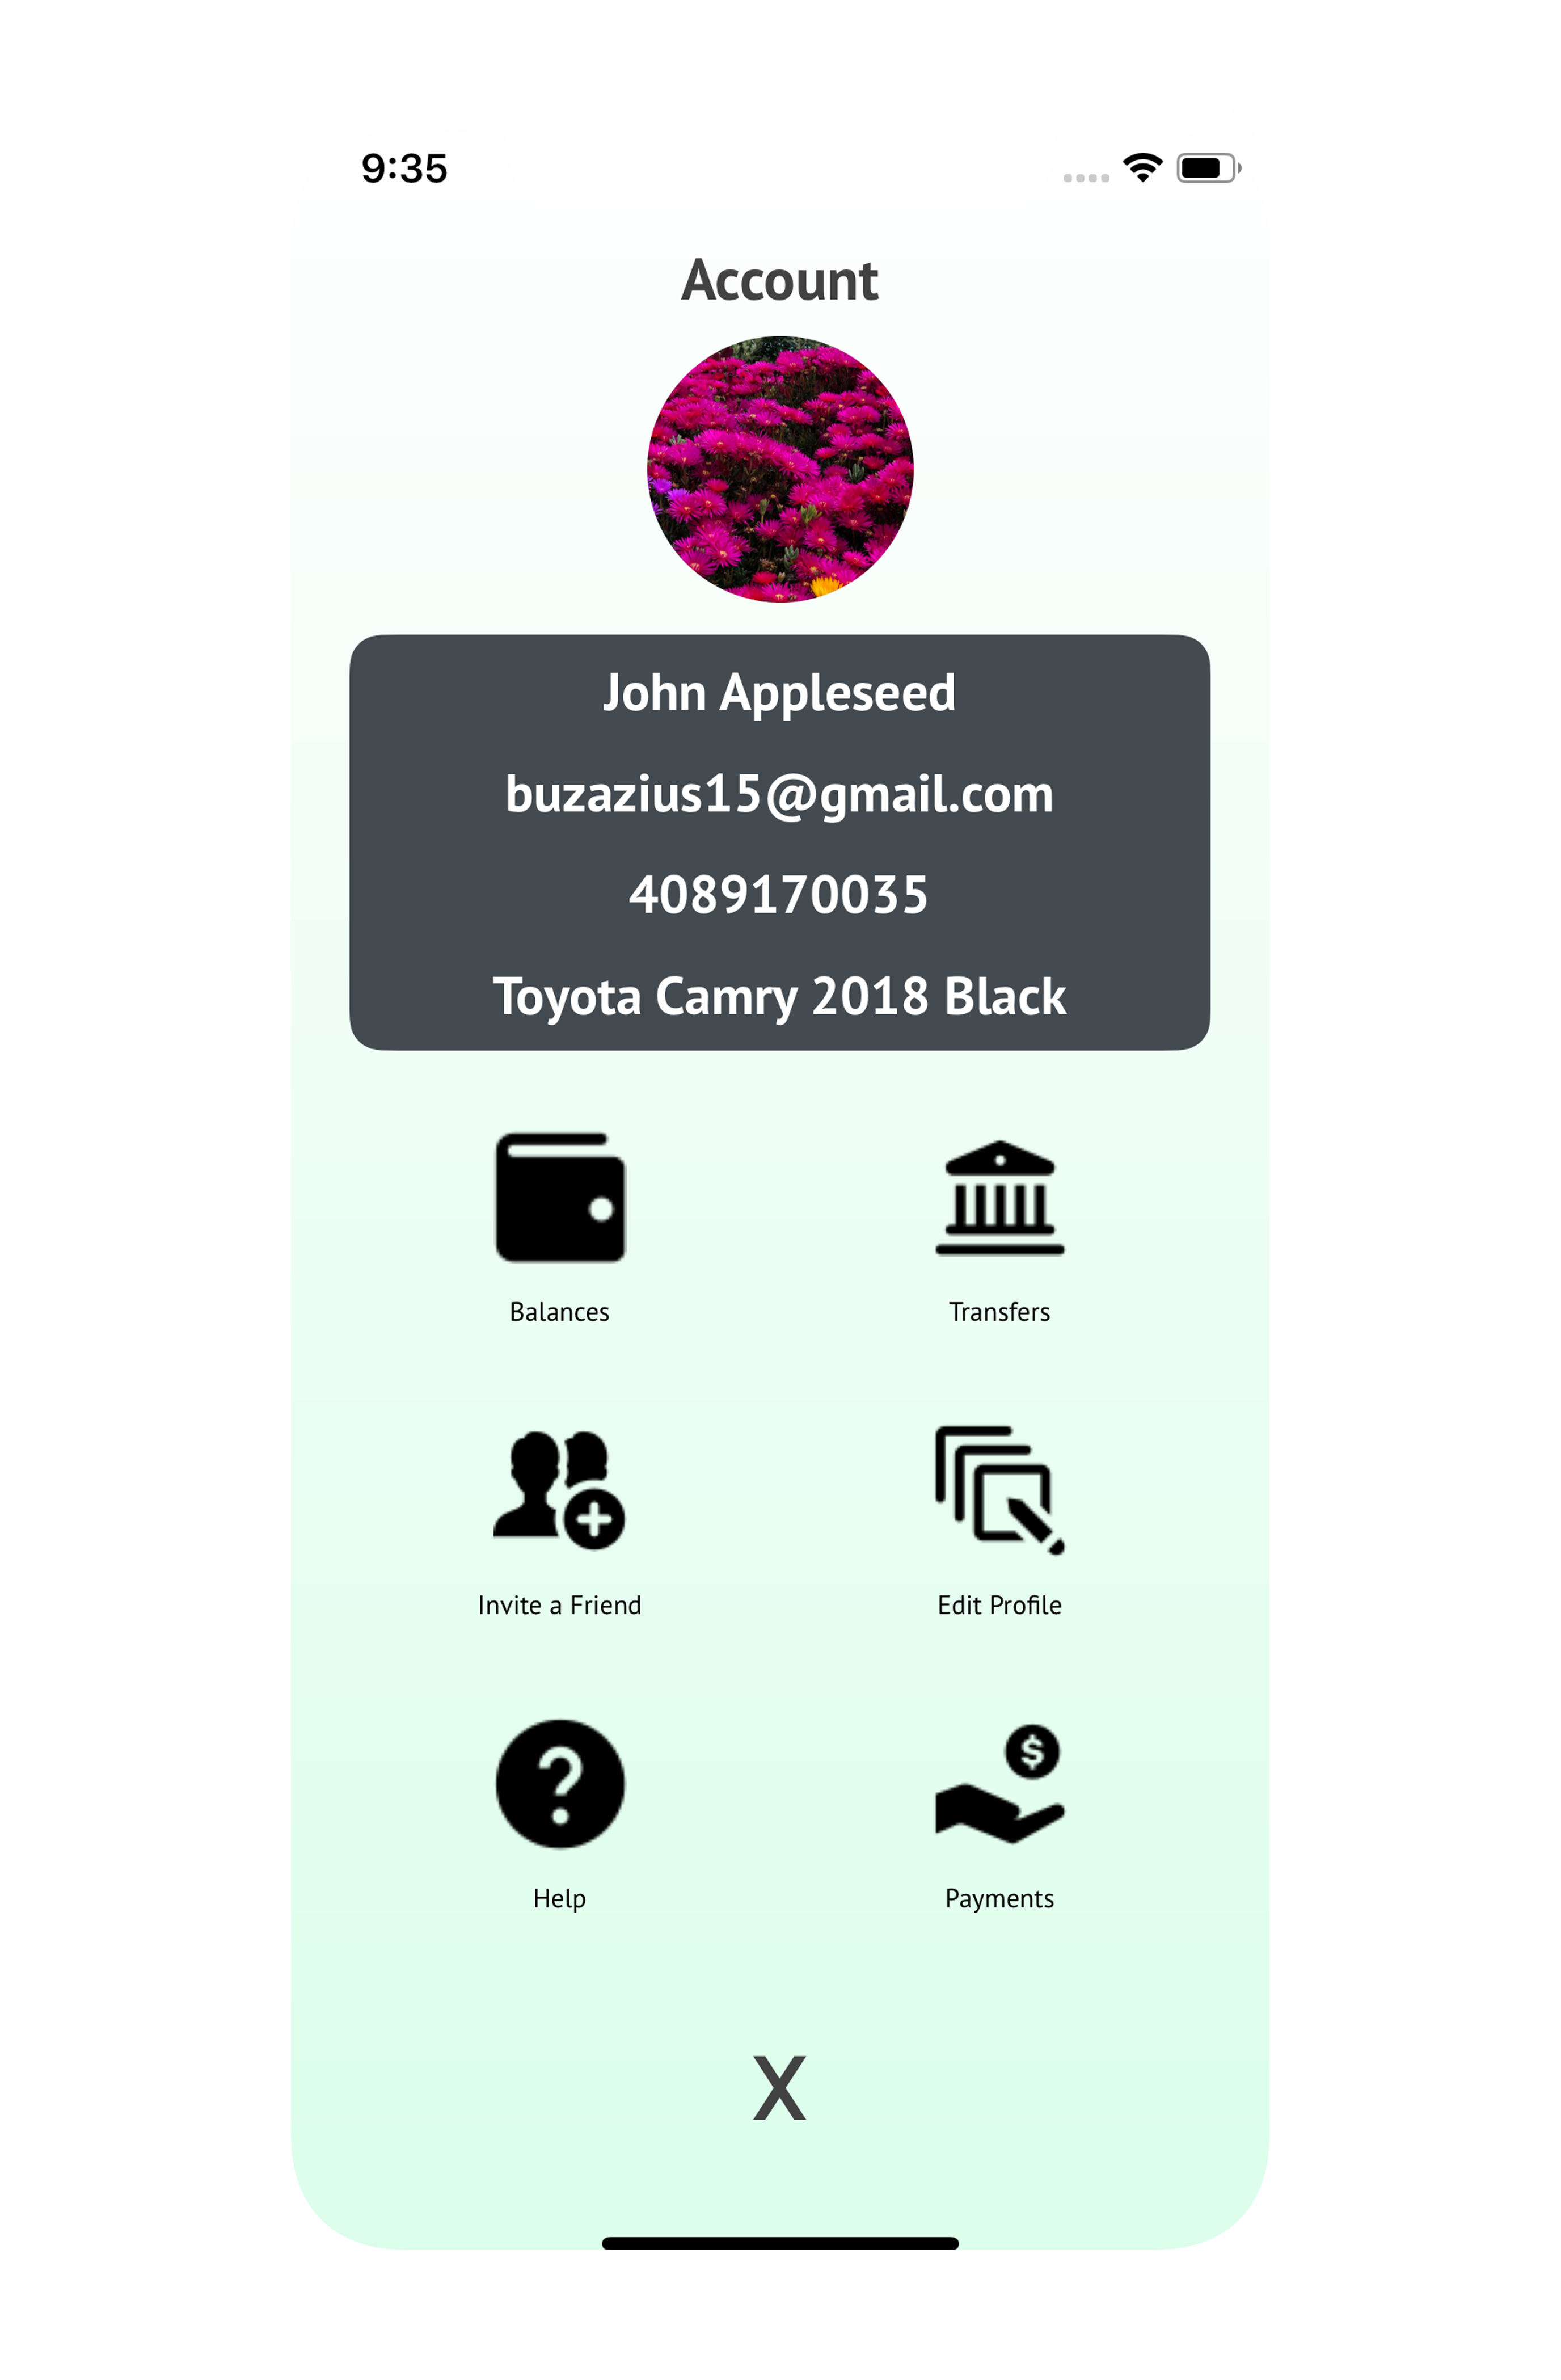 9:35
Account
John Appleseed
buzazius15@gmail.com
4089170035
Toyota Camry 2018 Black
Balances
Transfers
Invite a Friend
Edit Profile
Help
Payments
X